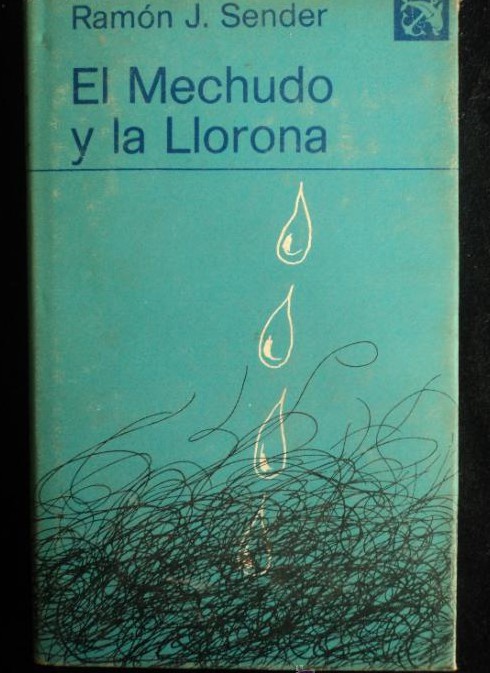 Ramón J. Sender
El Mechudo
y la Llorona